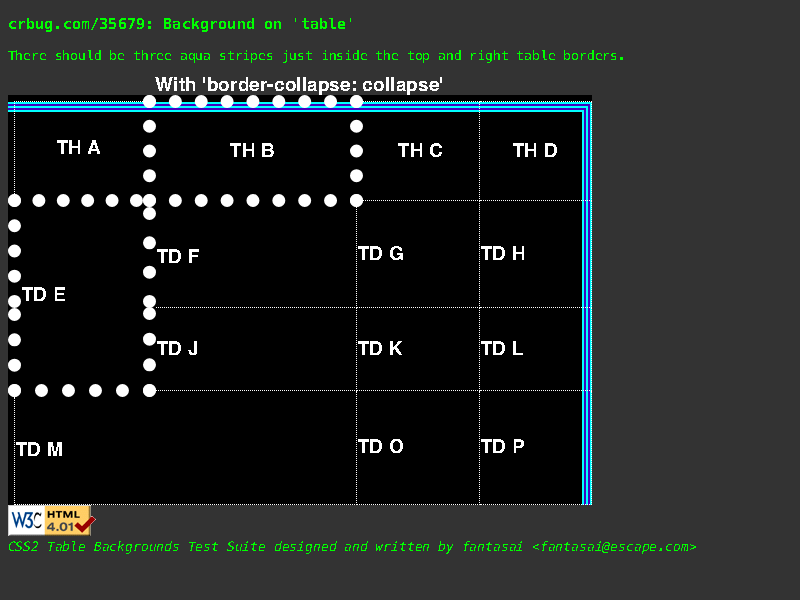 crbug.com/35679: Background on 'table'
There should be three aqua stripes just inside the top and right table borders.
With 'border-collapse: collapse'
TH A TH B TH C TH D
TD F TD G TD H
TD E
TD J TD K TD L
TD M TD O TD P
W3C HTML 4.01
CSS2 Table Backgrounds Test Suite designed and written by fantasai <fantasai@escape.com>